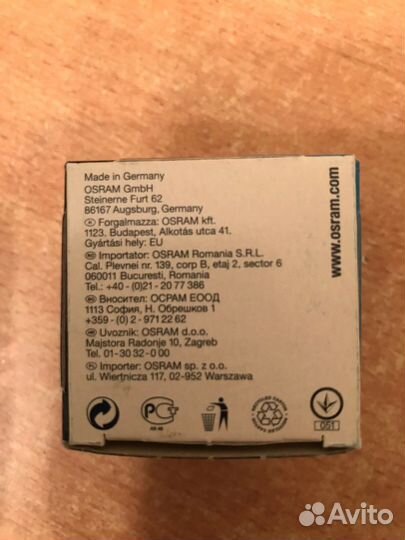 Made in Germany
OSRAM GmbH
Steinerne Furt 62
86167 Augsburg, Germany
Forgalmazza: OSRAM kft.
1123, Budapest, Alkotás utca 41.
Gyártási hely: EU
Importator: OSRAM Romania S.R.L.
Cal. Plevnei nr. 139, corp B, etaj 2, sector 6
060011 Bucuresti, Romania
Tel.: +40 -(0)21- 20 77 386
Вносител: ОСРАМ ЕООД
1113 София, Н. Обрешков 1
+359 - (0) 2 - 971 22 62
Uvoznik: OSRAM d.o.o.
Majstora Radonje 10, Zagreb
Tel. 01- 30 32-0 00
Importer: OSRAM sp. z o.o.
ul. Wiertnicza 117, 02-952 Warszawa
www.osram.com
051
Avito